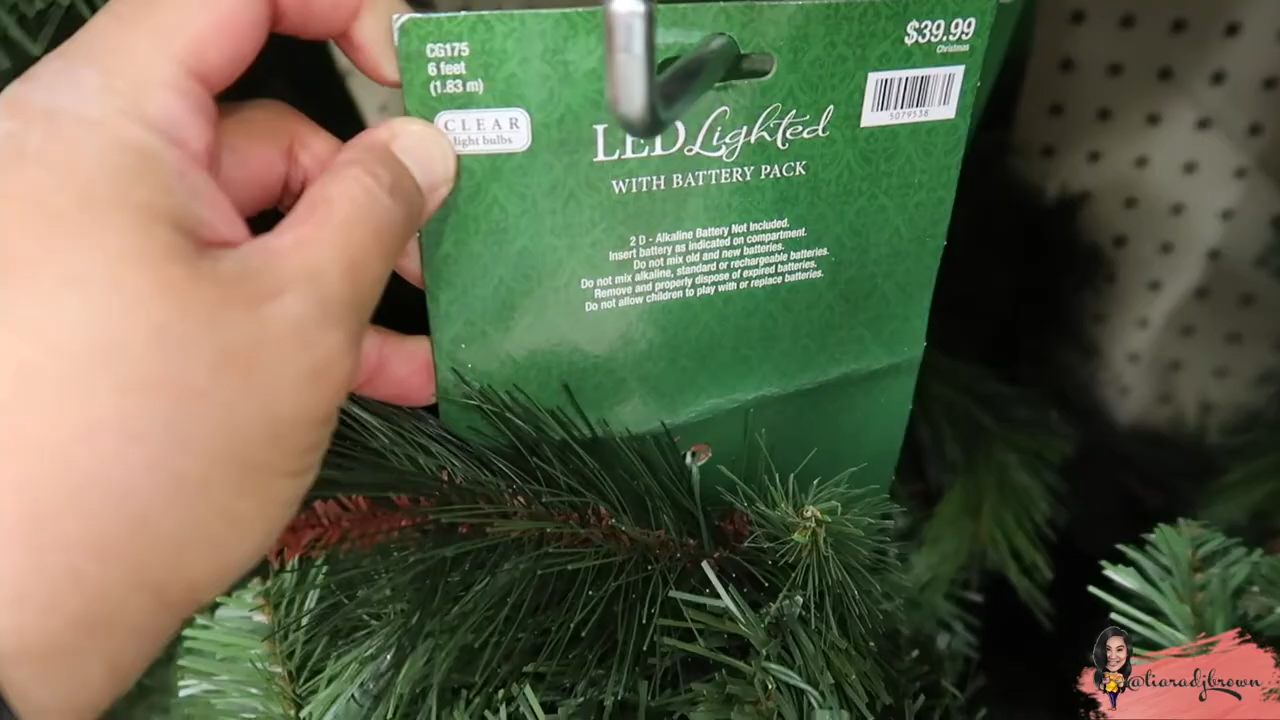 CG175
6 feet
(1.83 m)
$39.99
Christmas
5079538
CLEAR
light bulbs
LED Lighted
WITH BATTERY PACK
2 D - Alkaline Battery Not Included.
Insert battery as indicated on compartment.
Do not mix old and new batteries.
Do not mix alkaline, standard or rechargeable batteries.
Remove and properly dispose of expired batteries.
Do not allow children to play with or replace batteries.
@liaradjbrown